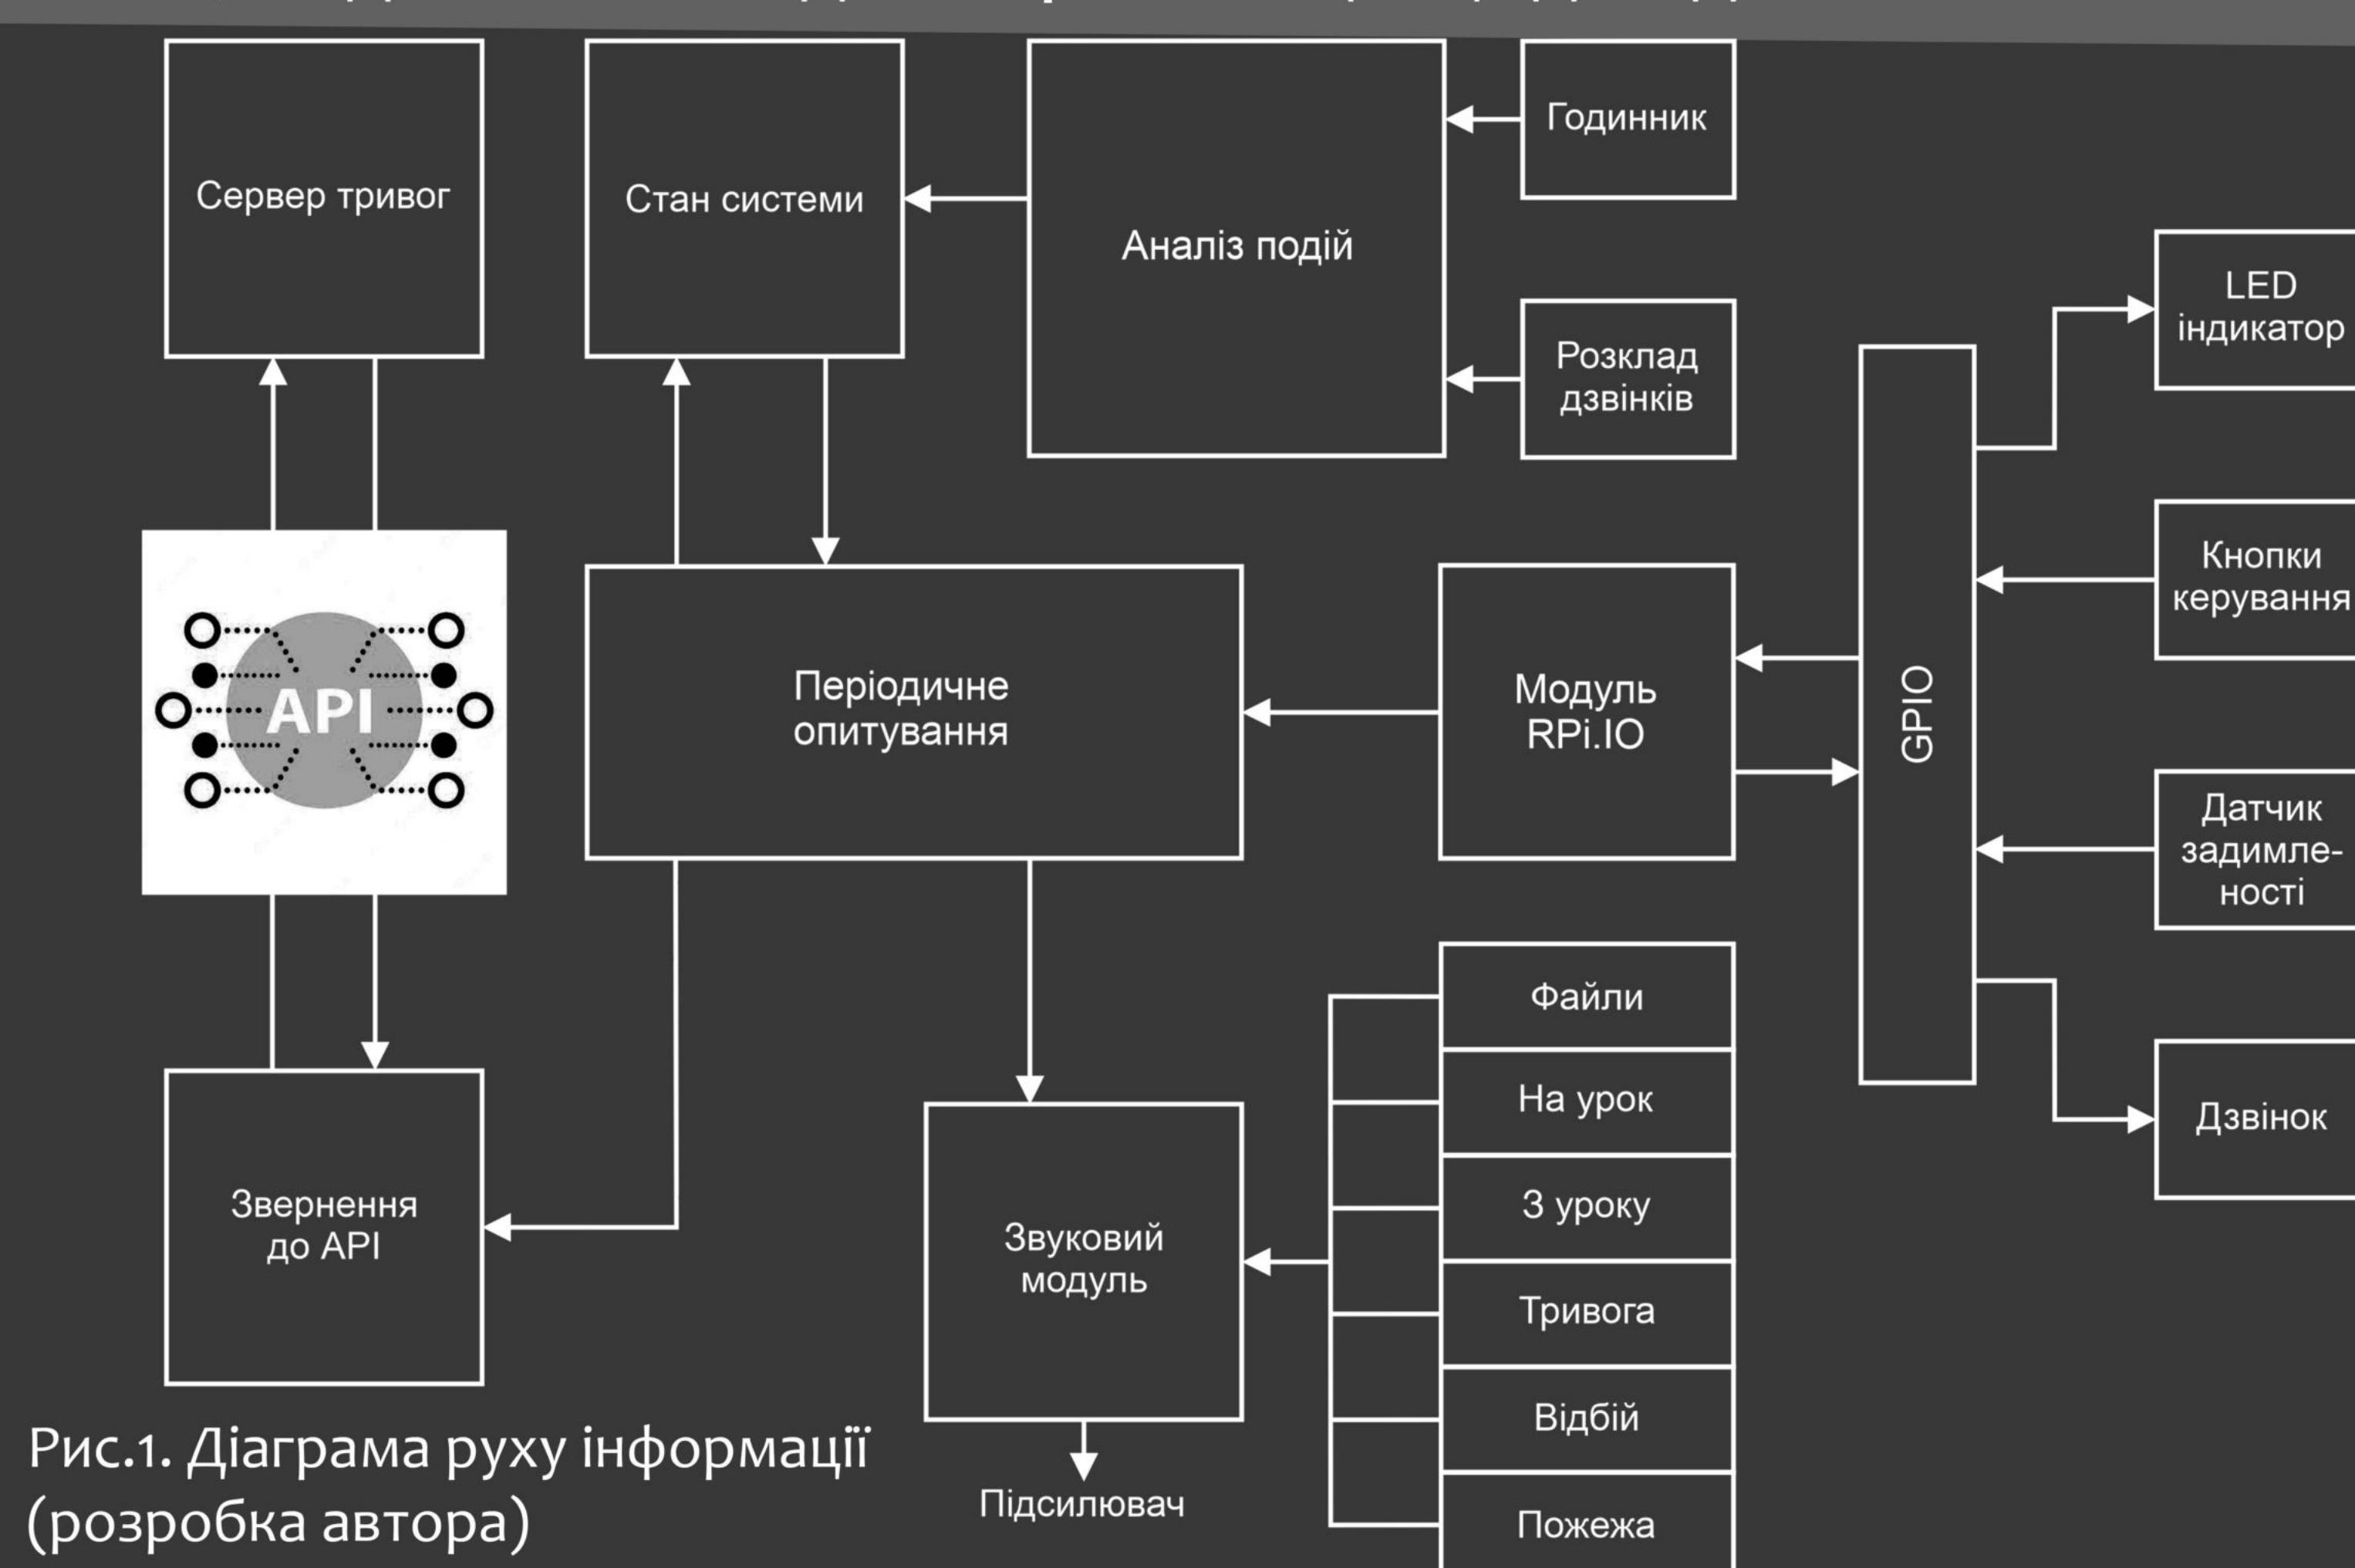 Сервер тривог
Стан системи
Аналіз подій
Годинник
Розклад
дзвінків
LED
індикатор
Кнопки
керування
Датчик
задимле-
ності
Дзвінок
GPIO
Модуль
RPi.IO
Періодичне
опитування
API
Звернення
до API
Звуковий
модуль
Підсилювач
Файли
На урок
З уроку
Тривога
Відбій
Пожежа
Рис.1. Діаграма руху інформації
(розробка автора)